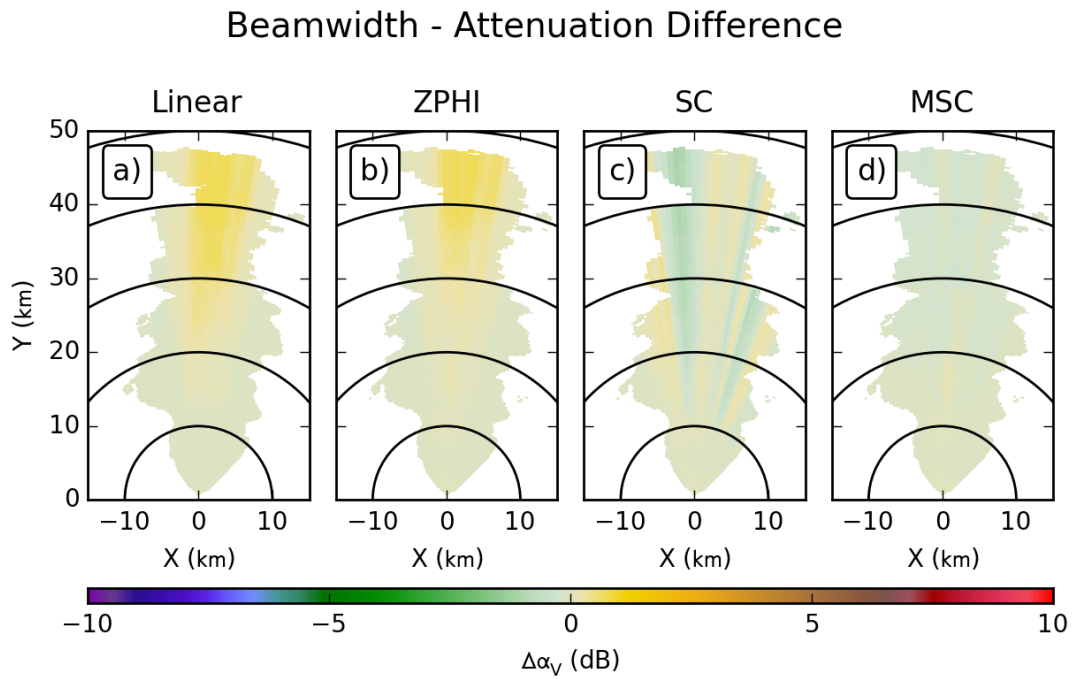 Beamwidth - Attenuation Difference
Linear ZPHI SC MSC
a) b) c) d)
50
40
30
20
10
0
Y (km)
−10 0 10 −10 0 10 −10 0 10 −10 0 10
X (km) X (km) X (km) X (km)
−10 −5 0 5 10
Δα_V (dB)